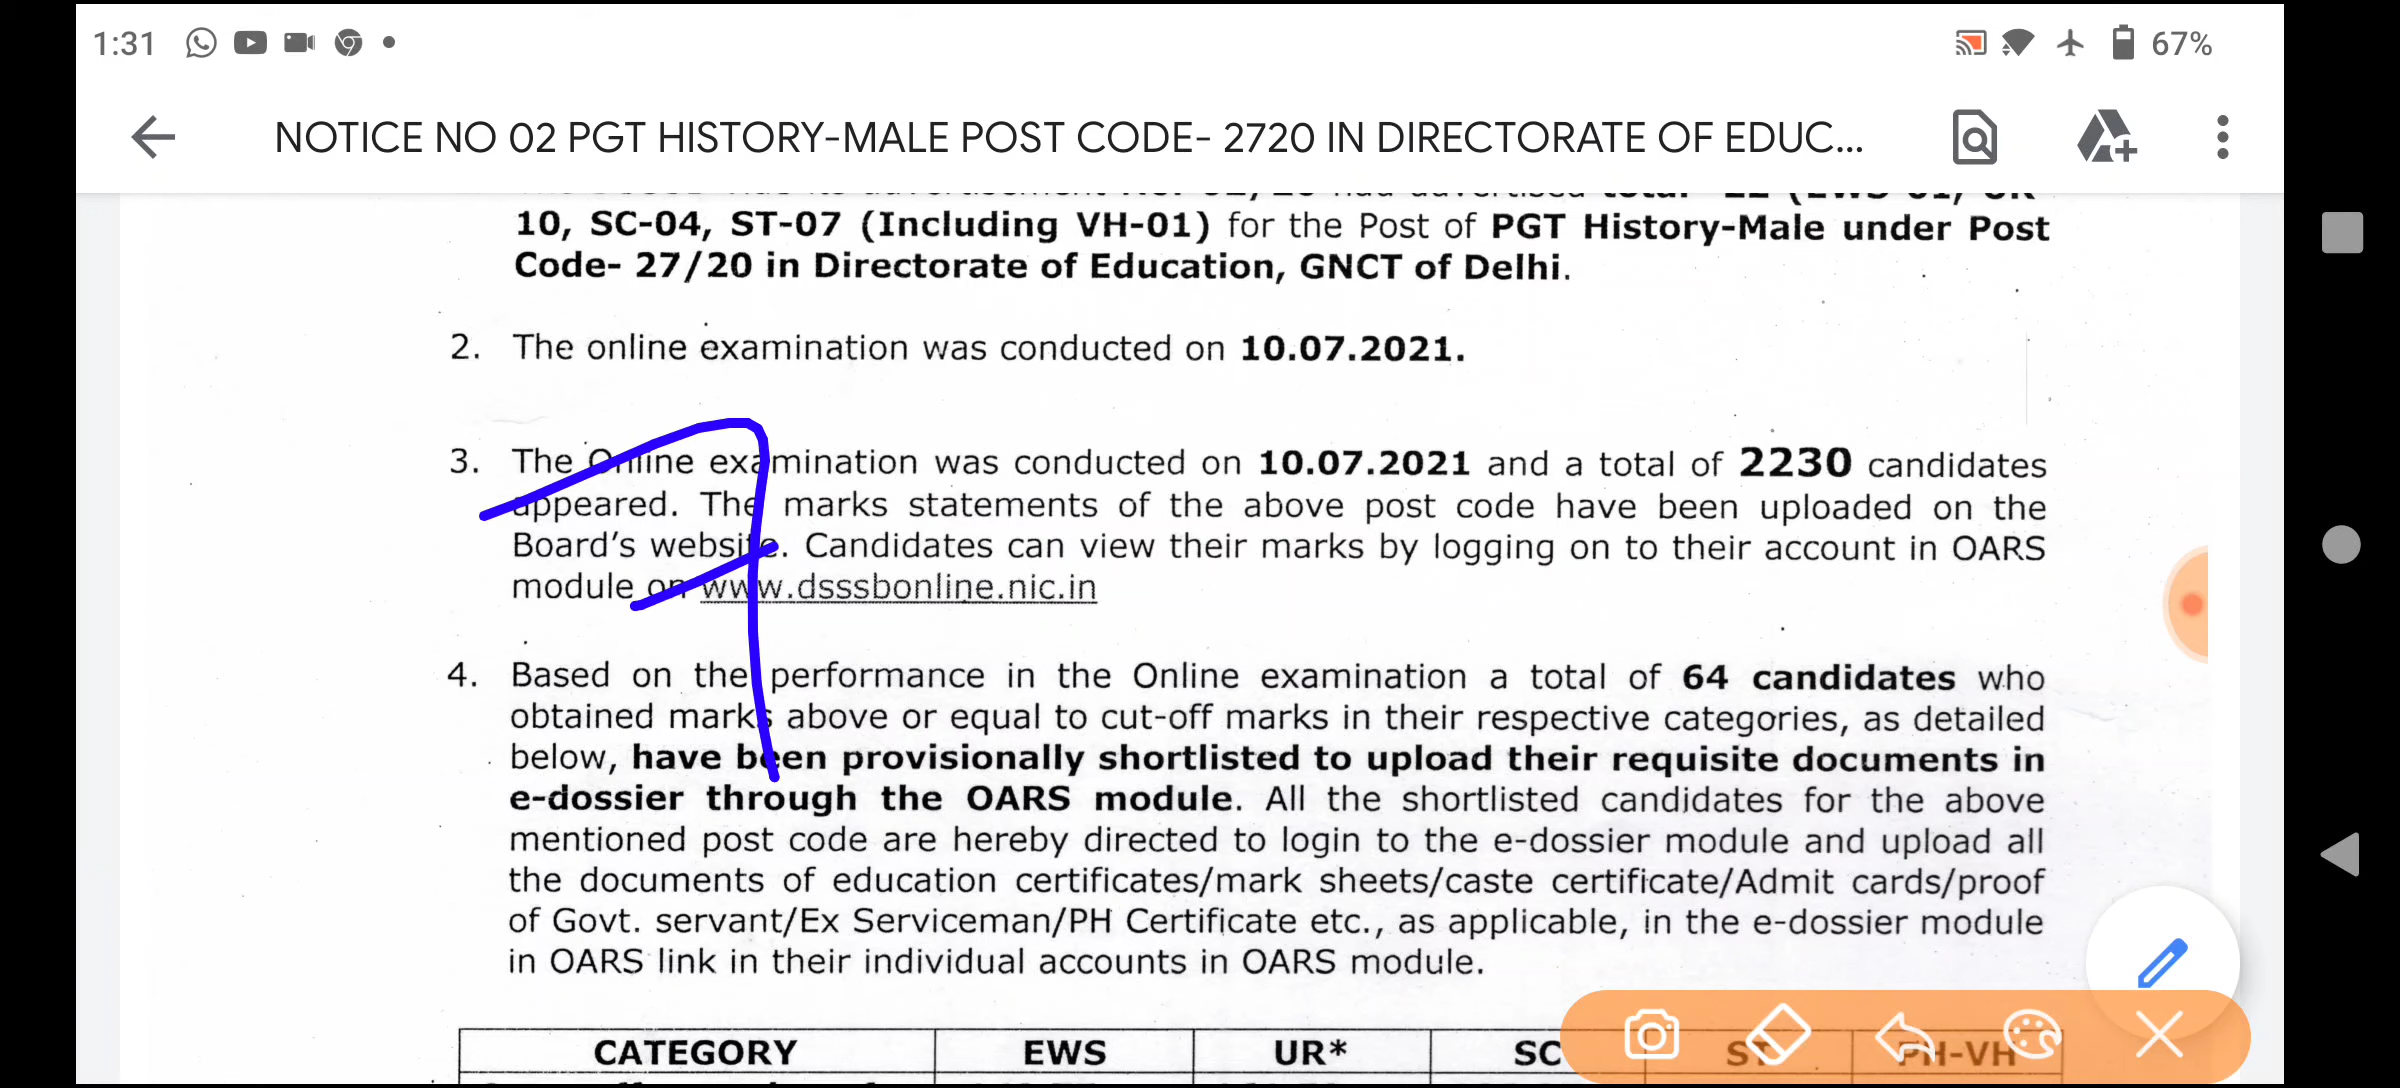 1:31 67%
NOTICE NO 02 PGT HISTORY-MALE POST CODE- 2720 IN DIRECTORATE OF EDUC...
10, SC-04, ST-07 (Including VH-01) for the Post of PGT History-Male under Post
Code- 27/20 in Directorate of Education, GNCT of Delhi.
2. The online examination was conducted on 10.07.2021.
3. The Online examination was conducted on 10.07.2021 and a total of 2230 candidates
appeared. The marks statements of the above post code have been uploaded on the
Board's website. Candidates can view their marks by logging on to their account in OARS
module on www.dsssbonline.nic.in
4. Based on the performance in the Online examination a total of 64 candidates who
obtained marks above or equal to cut-off marks in their respective categories, as detailed
below, have been provisionally shortlisted to upload their requisite documents in
e-dossier through the OARS module. All the shortlisted candidates for the above
mentioned post code are hereby directed to login to the e-dossier module and upload all
the documents of education certificates/mark sheets/caste certificate/Admit cards/proof
of Govt. servant/Ex Serviceman/PH Certificate etc., as applicable, in the e-dossier module
in OARS link in their individual accounts in OARS module.
CATEGORY EWS UR* SC ST PH-VH